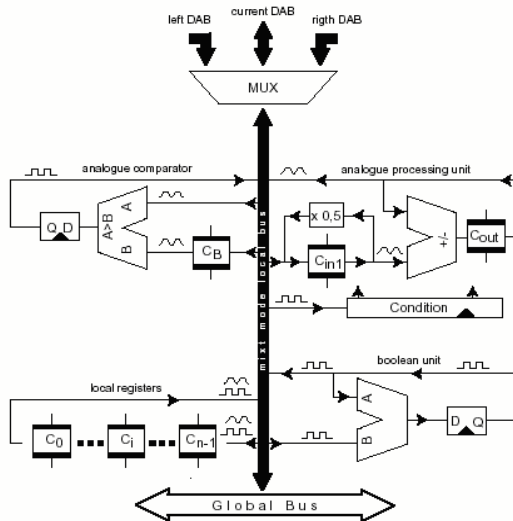 current DAB
left DAB
rigth DAB
MUX
analogue comparator
analogue processing unit
Q D
A>B
A
B
C_B
mixt mode local bus
x 0,5
C_in1
+/-
C_out
Condition
boolean unit
local registers
A
B
D Q
C_0
C_i
C_n-1
Global Bus